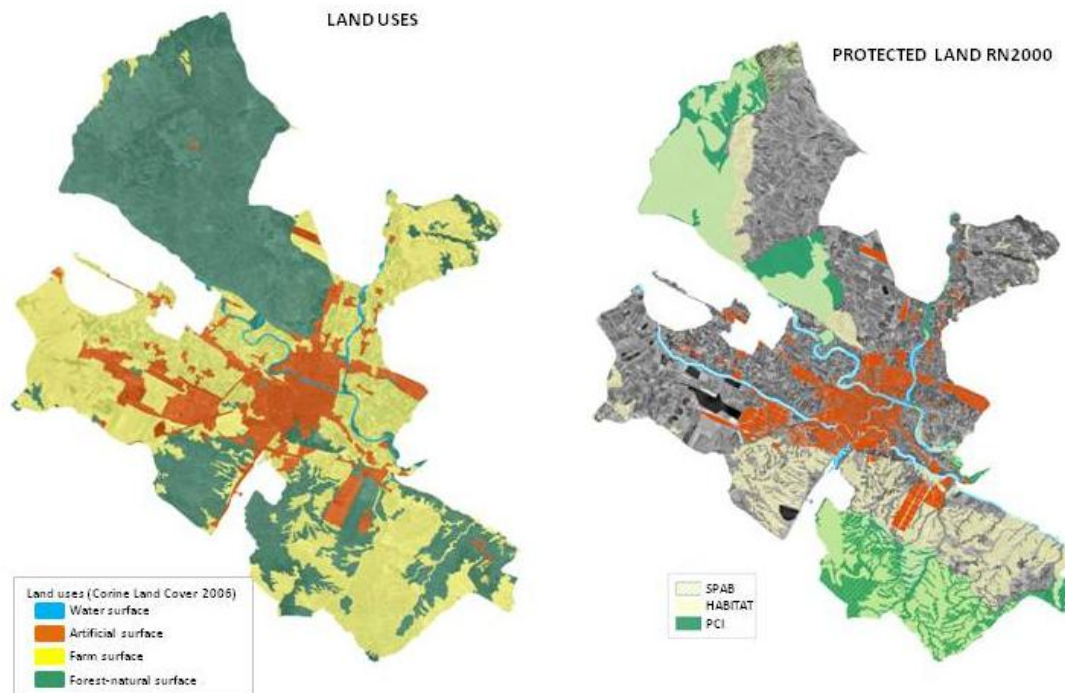 LAND USES
PROTECTED LAND RN2000
Land uses (Corine Land Cover 2006)
Water surface
Artificial surface
Farm surface
Forest-natural surface
SPAB
HABITAT
PCI